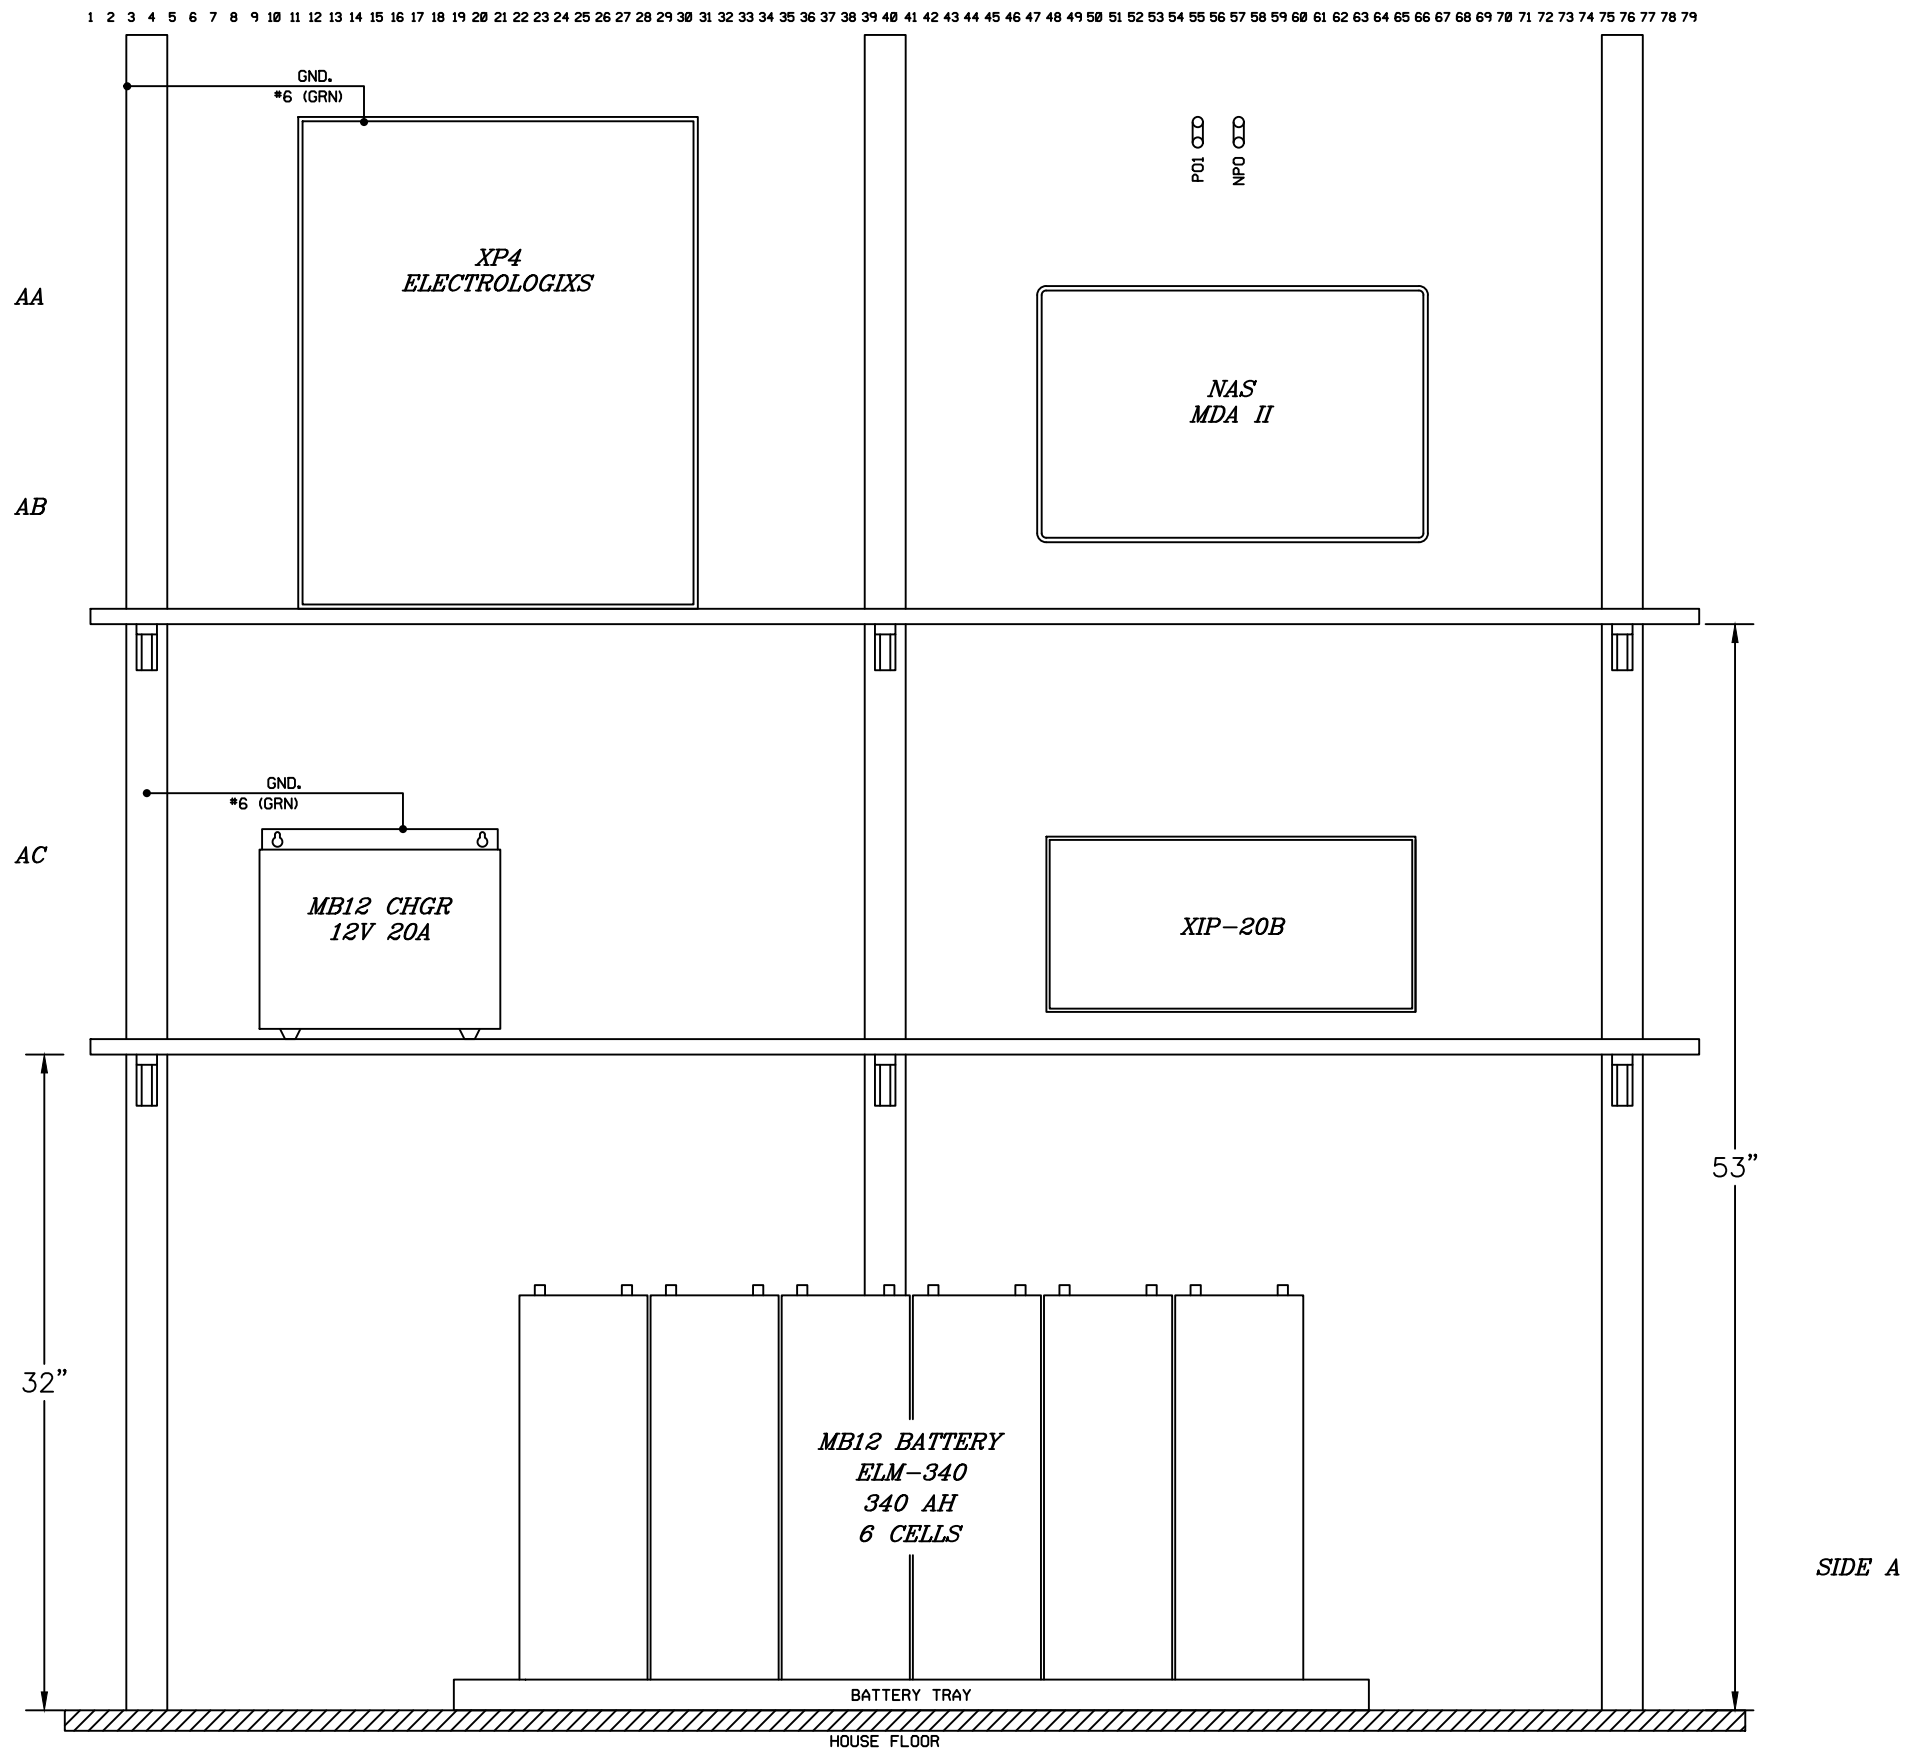 1 2 3 4 5 6 7 8 9 10 11 12 13 14 15 16 17 18 19 20 21 22 23 24 25 26 27 28 29 30 31 32 33 34 35 36 37 38 39 40 41 42 43 44 45 46 47 48 49 50 51 52 53 54 55 56 57 58 59 60 61 62 63 64 65 66 67 68 69 70 71 72 73 74 75 76 77 78 79
GND.
#6 (GRN)
PO1
NPO
XP4
ELECTROLOGIXS
AA
NAS
MDA II
AB
GND.
#6 (GRN)
AC
MB12 CHGR
12V 20A
XIP-20B
53"
32"
MB12 BATTERY
ELM-340
340 AH
6 CELLS
SIDE A
BATTERY TRAY
HOUSE FLOOR